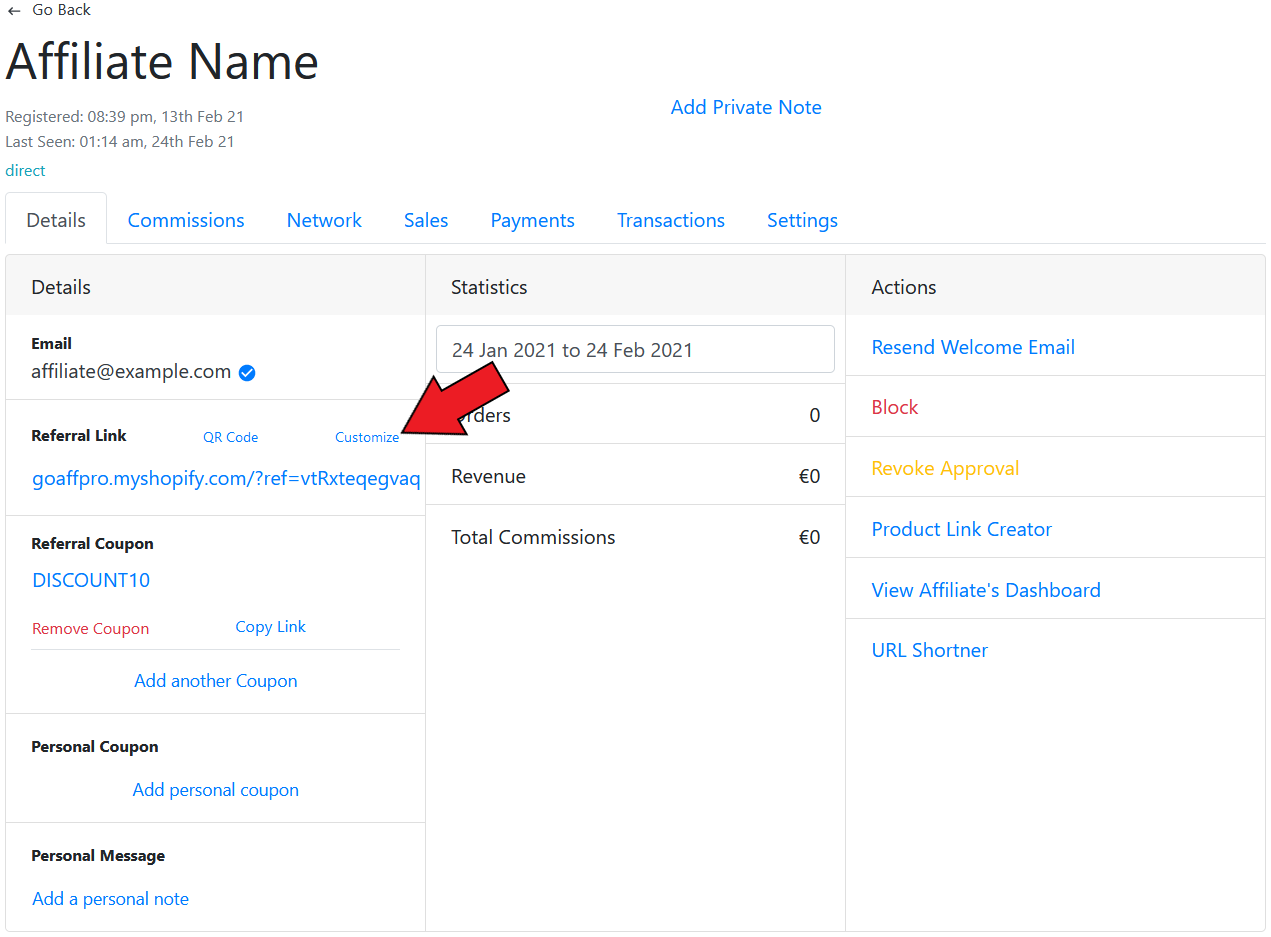 ← Go Back
Affiliate Name
Registered: 08:39 pm, 13th Feb 21
Add Private Note
Last Seen: 01:14 am, 24th Feb 21
direct
Details Commissions Network Sales Payments Transactions Settings
Details
Email
affiliate@example.com
Referral Link QR Code Customize
goaffpro.myshopify.com/?ref=vtRxteqegvaq
Referral Coupon
DISCOUNT10
Remove Coupon Copy Link
Add another Coupon
Personal Coupon
Add personal coupon
Personal Message
Add a personal note
Statistics
24 Jan 2021 to 24 Feb 2021
Orders 0
Revenue €0
Total Commissions €0
Actions
Resend Welcome Email
Block
Revoke Approval
Product Link Creator
View Affiliate's Dashboard
URL Shortner